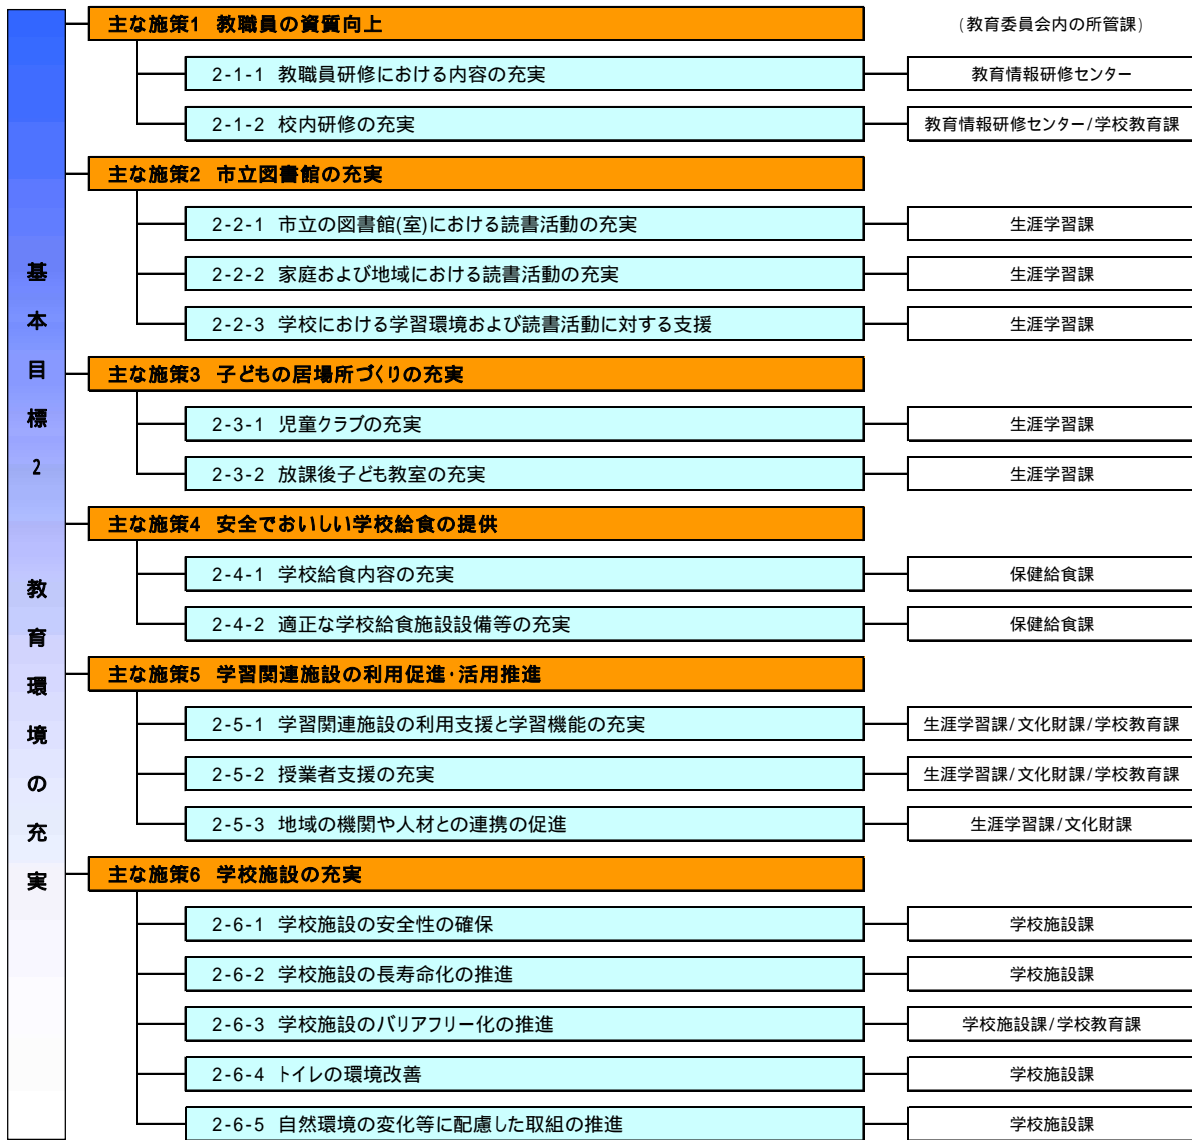 基本目標2 教育環境の充実
(教育委員会内の所管課)
主な施策1 教職員の資質向上
2-1-1 教職員研修における内容の充実
教育情報研修センター
2-1-2 校内研修の充実
教育情報研修センター/学校教育課
主な施策2 市立図書館の充実
2-2-1 市立の図書館(室)における読書活動の充実
生涯学習課
2-2-2 家庭および地域における読書活動の充実
生涯学習課
2-2-3 学校における学習環境および読書活動に対する支援
生涯学習課
主な施策3 子どもの居場所づくりの充実
2-3-1 児童クラブの充実
生涯学習課
2-3-2 放課後子ども教室の充実
生涯学習課
主な施策4 安全でおいしい学校給食の提供
2-4-1 学校給食内容の充実
保健給食課
2-4-2 適正な学校給食施設設備等の充実
保健給食課
主な施策5 学習関連施設の利用促進・活用推進
2-5-1 学習関連施設の利用支援と学習機能の充実
生涯学習課/文化財課/学校教育課
2-5-2 授業者支援の充実
生涯学習課/文化財課/学校教育課
2-5-3 地域の機関や人材との連携の促進
生涯学習課/文化財課
主な施策6 学校施設の充実
2-6-1 学校施設の安全性の確保
学校施設課
2-6-2 学校施設の長寿命化の推進
学校施設課
2-6-3 学校施設のバリアフリー化の推進
学校施設課/学校教育課
2-6-4 トイレの環境改善
学校施設課
2-6-5 自然環境の変化等に配慮した取組の推進
学校施設課